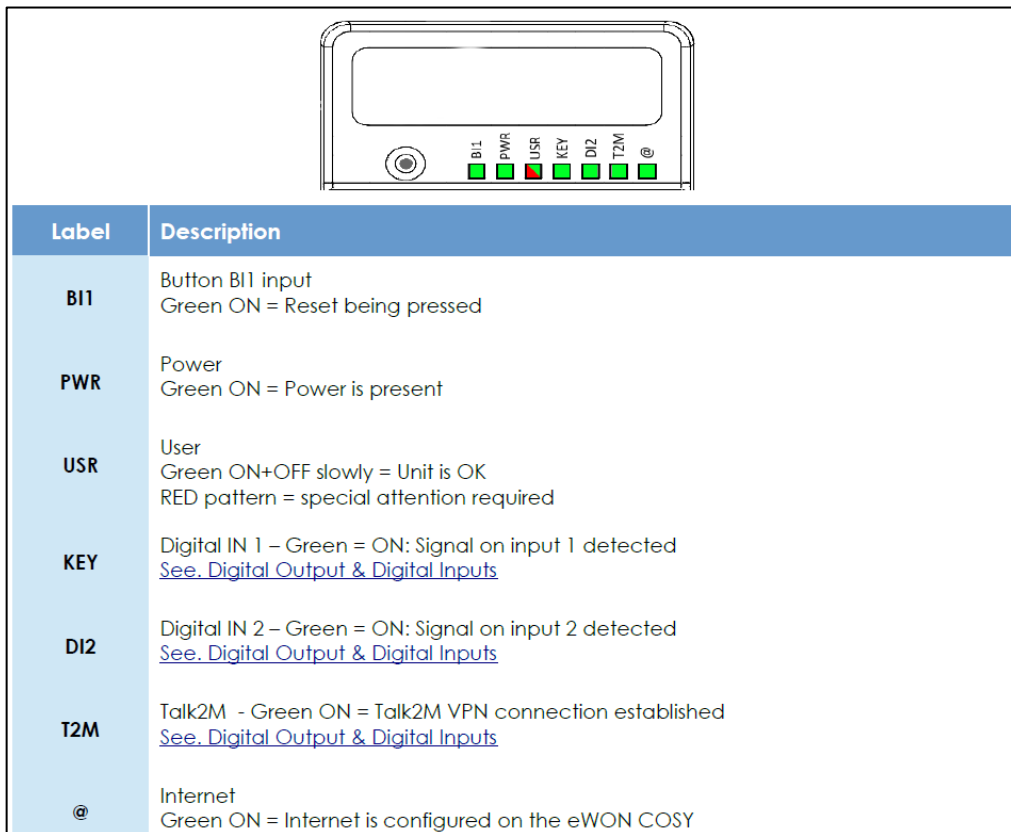 BI1 PWR USR KEY DI2 T2M @
Label Description
BI1
Button BI1 input
Green ON = Reset being pressed
PWR
Power
Green ON = Power is present
USR
User
Green ON+OFF slowly = Unit is OK
RED pattern = special attention required
KEY
Digital IN 1 – Green = ON: Signal on input 1 detected
See. Digital Output & Digital Inputs
DI2
Digital IN 2 – Green = ON: Signal on input 2 detected
See. Digital Output & Digital Inputs
T2M
Talk2M - Green ON = Talk2M VPN connection established
See. Digital Output & Digital Inputs
@
Internet
Green ON = Internet is configured on the eWON COSY